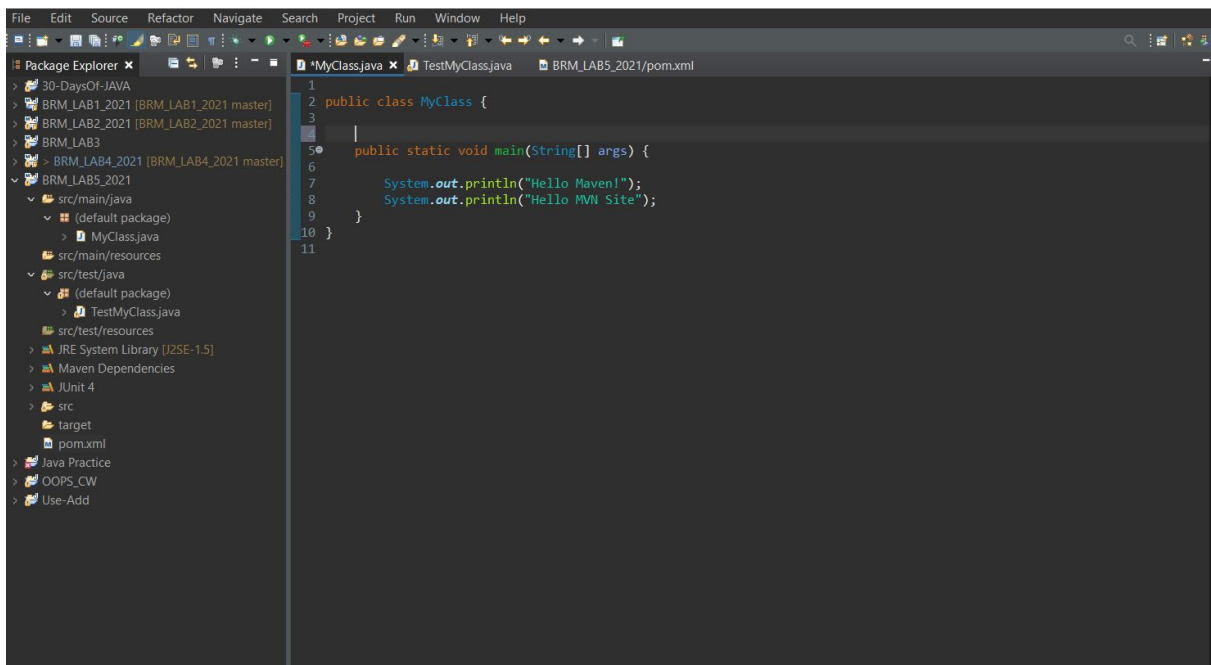 File Edit Source Refactor Navigate Search Project Run Window Help
Package Explorer
*MyClass.java TestMyClass.java BRM_LAB5_2021/pom.xml
30-DaysOf-JAVA
BRM_LAB1_2021 [BRM_LAB1_2021 master]
BRM_LAB2_2021 [BRM_LAB2_2021 master]
BRM_LAB3
> BRM_LAB4_2021 [BRM_LAB4_2021 master]
BRM_LAB5_2021
src/main/java
(default package)
MyClass.java
src/main/resources
src/test/java
(default package)
TestMyClass.java
src/test/resources
JRE System Library [J2SE-1.5]
Maven Dependencies
JUnit 4
src
target
pom.xml
Java Practice
OOPS_CW
Use-Add
1
2 public class MyClass {
3
4
5 public static void main(String[] args) {
6
7 System.out.println("Hello Maven!");
8 System.out.println("Hello MVN Site");
9 }
10 }
11